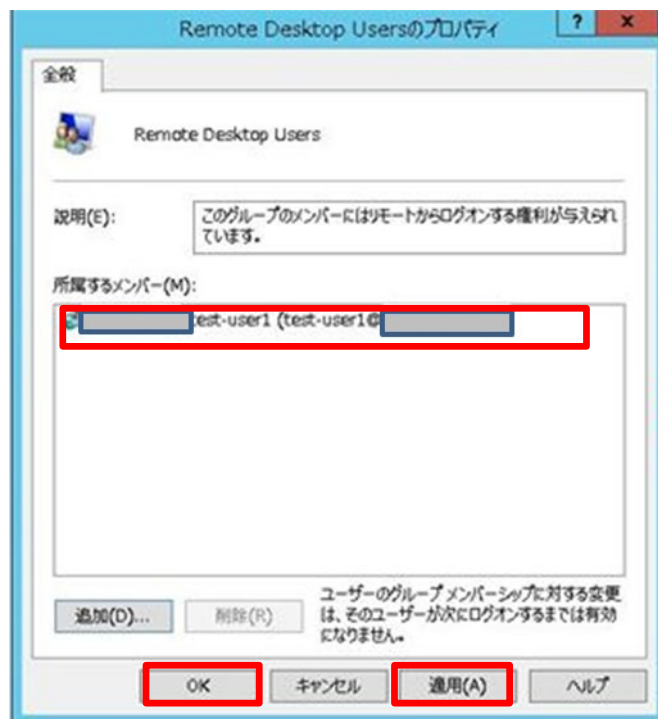 Remote Desktop Usersのプロパティ
?
x
全般
Remote Desktop Users
説明(E):
このグループのメンバーにはリモートからログオンする権利が与えられ
ています。
所属するメンバー(M):
test-user1 (test-user1@
追加(D)...
削除(R)
ユーザーのグループ メンバーシップに対する変更
は、そのユーザーが次にログオンするまでは有効
になりません。
OK
キャンセル
適用(A)
ヘルプ